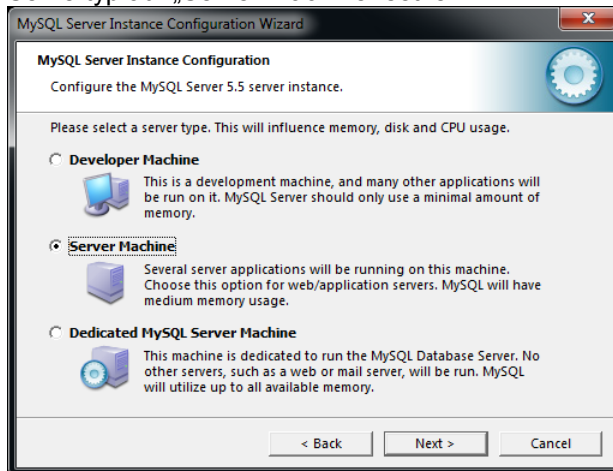 MySQL Server Instance Configuration Wizard
MySQL Server Instance Configuration
Configure the MySQL Server 5.5 server instance.
Please select a server type. This will influence memory, disk and CPU usage.
Developer Machine
This is a development machine, and many other applications will
be run on it. MySQL Server should only use a minimal amount of
memory.
Server Machine
Several server applications will be running on this machine.
Choose this option for web/application servers. MySQL will have
medium memory usage.
Dedicated MySQL Server Machine
This machine is dedicated to run the MySQL Database Server. No
other servers, such as a web or mail server, will be run. MySQL
will utilize up to all available memory.
< Back Next > Cancel